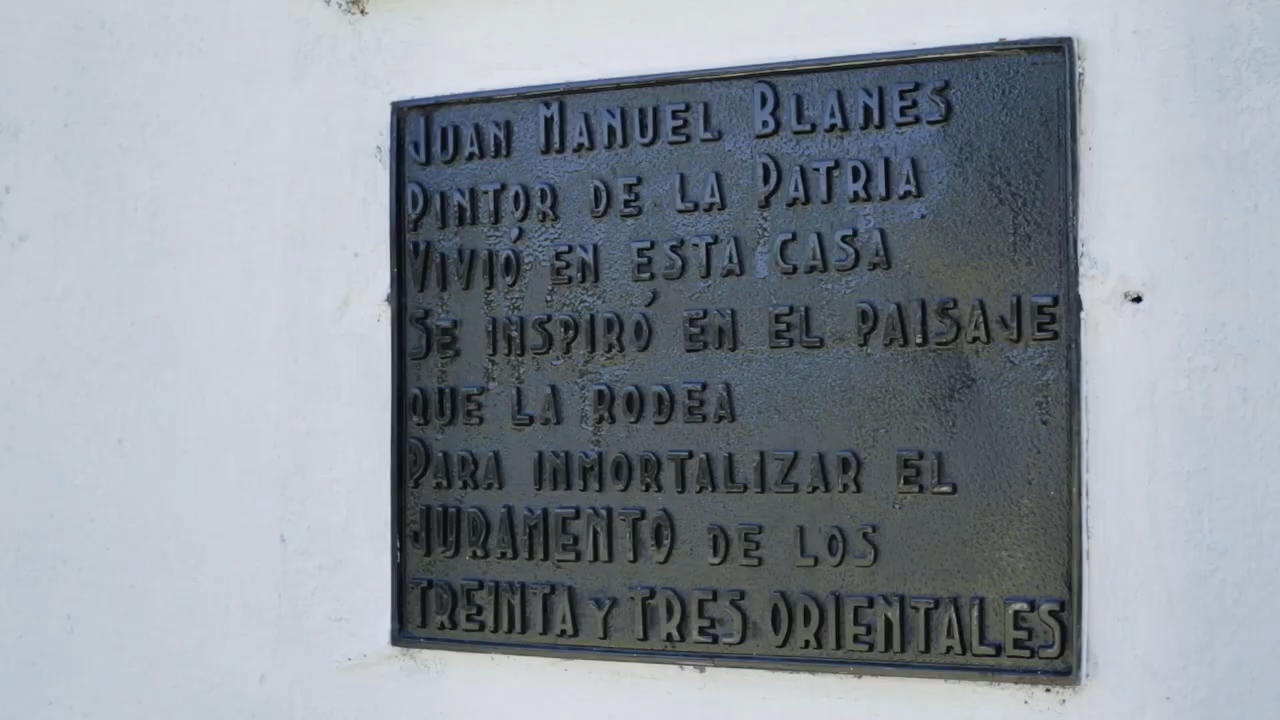 JUAN MANUEL BLANES
PINTOR DE LA PATRIA
VIVIÓ EN ESTA CASA
SE INSPIRÓ EN EL PAISAJE
QUE LA RODEA
PARA INMORTALIZAR EL
JURAMENTO DE LOS
TREINTA Y TRES ORIENTALES